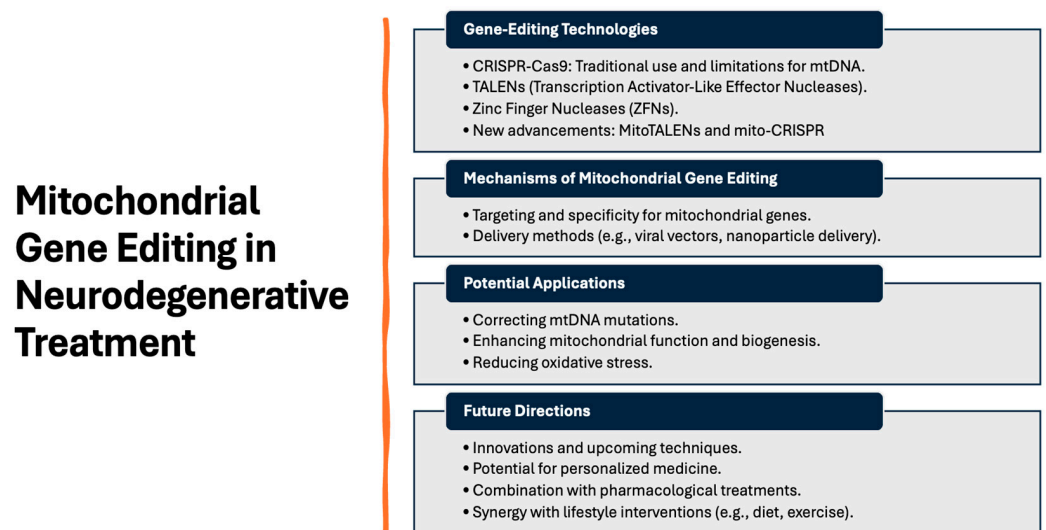 Mitochondrial
Gene Editing in
Neurodegenerative
Treatment
Gene-Editing Technologies
• CRISPR-Cas9: Traditional use and limitations for mtDNA.
• TALENs (Transcription Activator-Like Effector Nucleases).
• Zinc Finger Nucleases (ZFNs).
• New advancements: MitoTALENs and mito-CRISPR
Mechanisms of Mitochondrial Gene Editing
• Targeting and specificity for mitochondrial genes.
• Delivery methods (e.g., viral vectors, nanoparticle delivery).
Potential Applications
• Correcting mtDNA mutations.
• Enhancing mitochondrial function and biogenesis.
• Reducing oxidative stress.
Future Directions
• Innovations and upcoming techniques.
• Potential for personalized medicine.
• Combination with pharmacological treatments.
• Synergy with lifestyle interventions (e.g., diet, exercise).